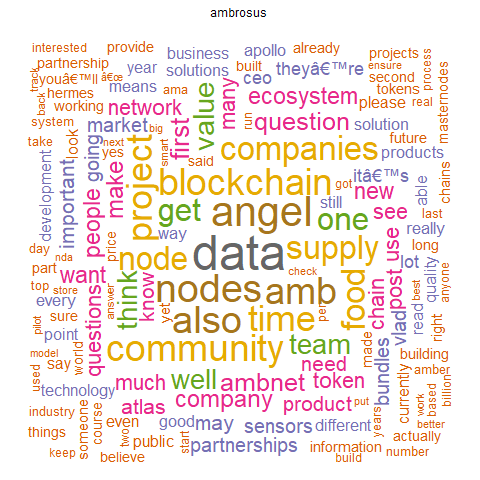 ambrosus
interested
provide
business
apollo
already
partnership
youâ€™ll
â€œ
year
solutions
built
ceo
theyâ€™re
projects
ensure
second
process
track
back
hermes
means
ama
many
ecosystem
tokens
please
real
masternodes
working
network
value
run
question
solution
system
market
first
big
said
companies
future
take
look
going
yes
next
smart
products
development
important
people
make
project
blockchain
got
itâ€™s
able
chains
interested
want
get
angel
one
still
new
see
last
really
day
nda
price
way
data
supply
post
use
lot
long
part
node
check
food
chain
quality
best
anyone
top
store
know
yet
nodes
amb
per
vlad
read
every
questions
answer
think
also
time
bundles
right
sure
pilot
point
community
team
made
building
model
world
need
say
well
ambnet
token
currently
amber
used
technology
much
atlas
company
product
put
years
based
billion
industry
someone
course
even
good
may
sensors
different
work
better
things
two
public
start
partnerships
information
actually
keep
believe
build
number